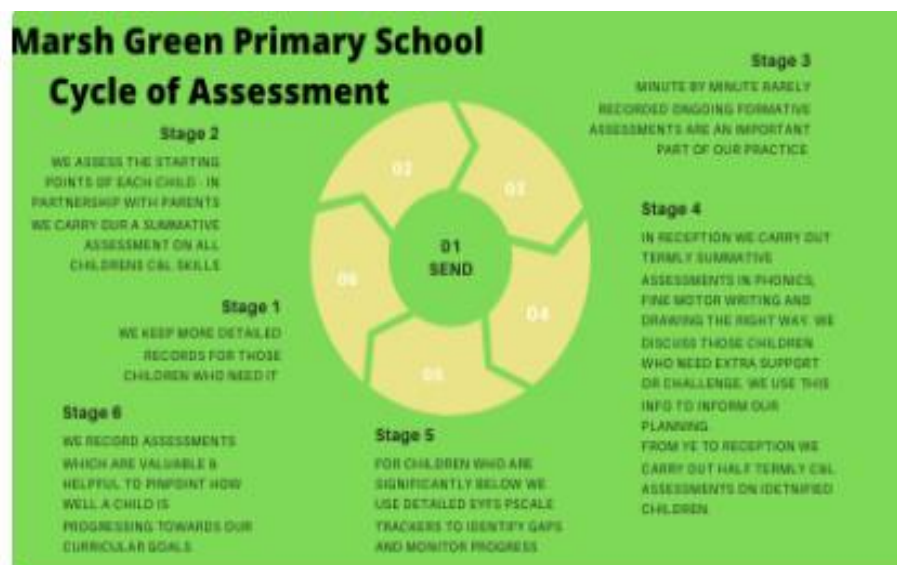 Marsh Green Primary School
Cycle of Assessment
Stage 2
WE ASSESS THE STARTING
POINTS OF EACH CHILD - IN
PARTNERSHIP WITH PARENTS
WE CARRY OUR A SUMMATIVE
ASSESSMENT ON ALL
CHILDRENS C&L SKILLS
Stage 1
WE KEEP MORE DETAILED
RECORDS FOR THOSE
CHILDREN WHO NEED IT
Stage 6
WE RECORD ASSESSMENTS
WHICH ARE VALUABLE &
HELPFUL TO PINPOINT HOW
WELL A CHILD IS
PROGRESSING TOWARDS OUR
CURRICULAR GOALS
02
03
01
SEND
04
Stage 5
FOR CHILDREN WHO ARE
SIGNIFICANTLY BELOW WE
USE DETAILED EYFS PSCALE
TRACKERS TO IDENTIFY GAPS
AND MONITOR PROGRESS
Stage 3
MINUTE BY MINUTE RARELY
RECORDED ONGOING FORMATIVE
ASSESSMENTS ARE AN IMPORTANT
PART OF OUR PRACTICE
Stage 4
IN RECEPTION WE CARRY OUT
TERMLY SUMMATIVE
ASSESSMENTS IN PHONICS,
FINE MOTOR WRITING AND
DRAWING THE RIGHT WAY. WE
DISCUSS THOSE CHILDREN
WHO NEED EXTRA SUPPORT
OR CHALLENGE. WE USE THIS
INFO TO INFORM OUR
PLANNING
FROM YE TO RECEPTION WE
CARRY OUT HALF TERMLY C&L
ASSESSMENTS ON IDETNIFIED
CHILDREN